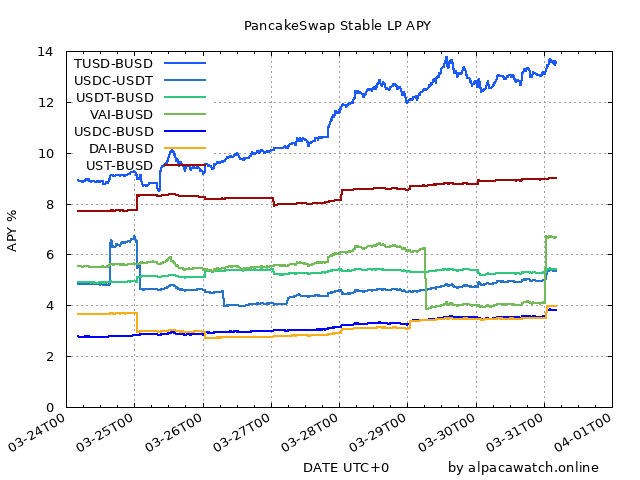 PancakeSwap Stable LP APY
14
12
10
8
6
4
2
0
APY %
TUSD-BUSD
USDC-USDT
USDT-BUSD
VAI-BUSD
USDC-BUSD
DAI-BUSD
UST-BUSD
03-24T00
03-25T00
03-26T00
03-27T00
03-28T00
03-29T00
03-30T00
03-31T00
04-01T00
DATE UTC+0
by alpacawatch.online